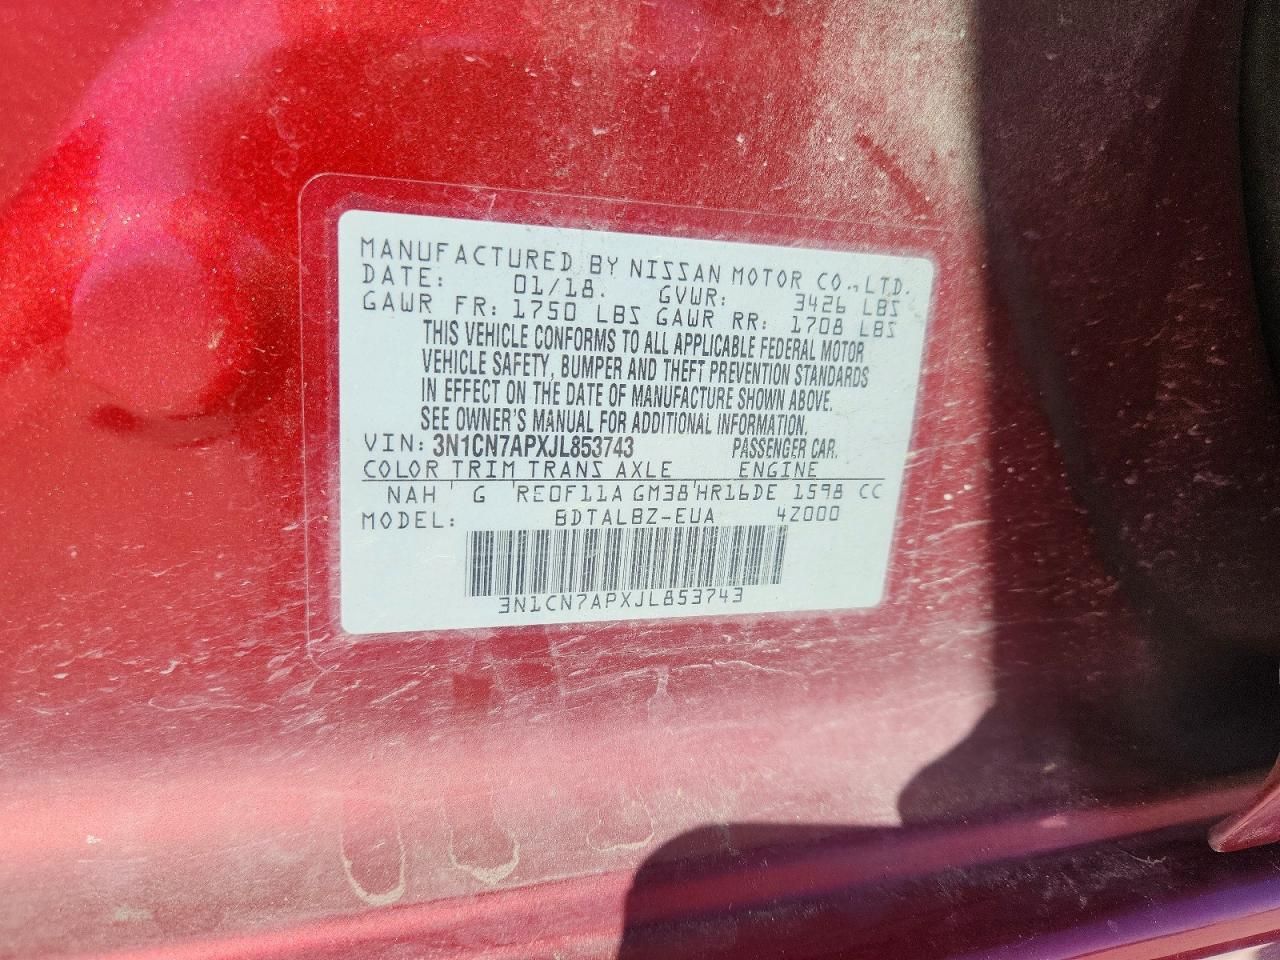 MANUFACTURED BY NISSAN MOTOR CO., LTD.
DATE: 01/18. GVWR: 3426 LBS
GAWR FR: 1750 LBS GAWR RR: 1708 LBS
THIS VEHICLE CONFORMS TO ALL APPLICABLE FEDERAL MOTOR
VEHICLE SAFETY, BUMPER AND THEFT PREVENTION STANDARDS
IN EFFECT ON THE DATE OF MANUFACTURE SHOWN ABOVE.
SEE OWNER'S MANUAL FOR ADDITIONAL INFORMATION.
VIN: 3N1CN7APXJL853743 PASSENGER CAR.
COLOR TRIM TRANS AXLE ENGINE
NAH G RE0F11A GM38 HR16DE 1598 CC
MODEL: BDTALBZ-EUA 4Z000
3N1CN7APXJL853743